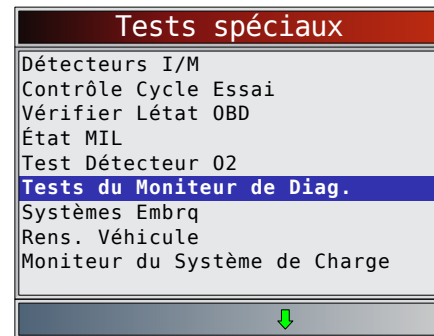 Tests spéciaux
Détecteurs I/M
Contrôle Cycle Essai
Vérifier Létat OBD
État MIL
Test Détecteur O2
Tests du Moniteur de Diag.
Systèmes Embrq
Rens. Véhicule
Moniteur du Système de Charge